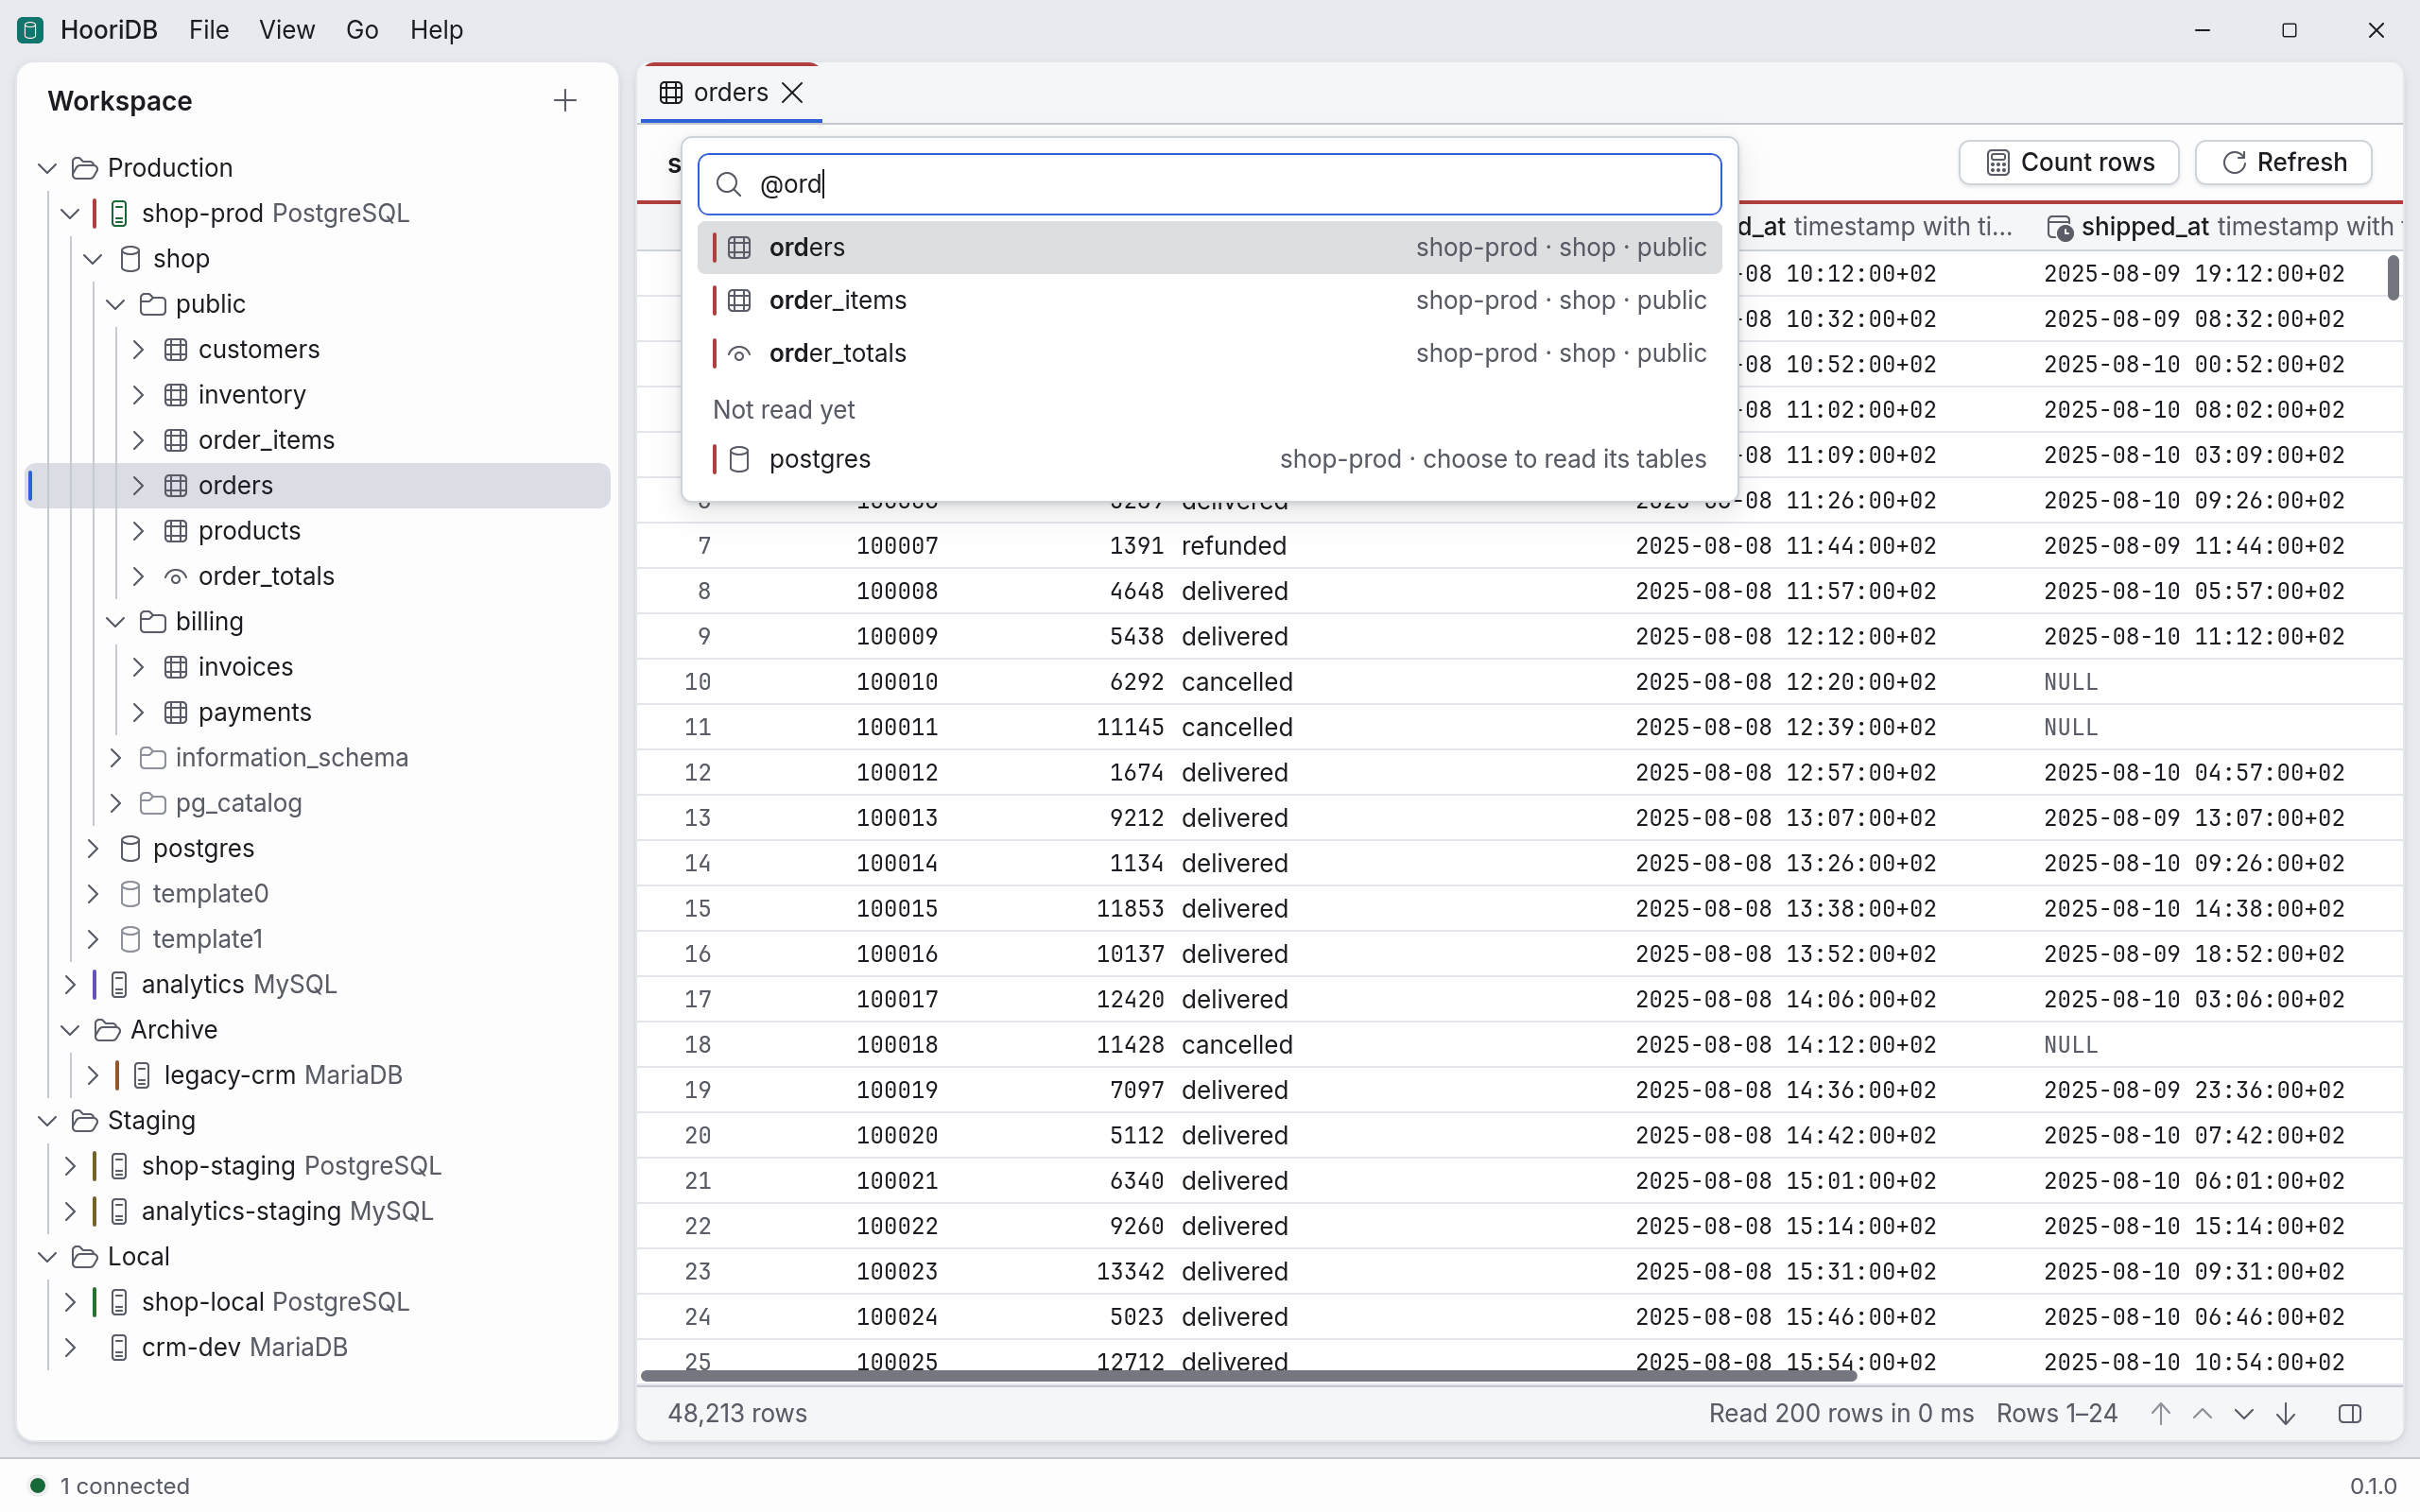 HooriDB File View Go Help
Workspace
Production
shop-prod PostgreSQL
shop
public
customers
inventory
order_items
orders
products
order_totals
billing
invoices
payments
information_schema
pg_catalog
postgres
template0
template1
analytics MySQL
Archive
legacy-crm MariaDB
Staging
shop-staging PostgreSQL
analytics-staging MySQL
Local
shop-local PostgreSQL
crm-dev MariaDB
orders
Count rows Refresh
@ord
orders shop-prod · shop · public
order_items shop-prod · shop · public
order_totals shop-prod · shop · public
Not read yet
postgres shop-prod · choose to read its tables
d_at timestamp with ti... shipped_at timestamp with
-08 10:12:00+02 2025-08-09 19:12:00+02
-08 10:32:00+02 2025-08-09 08:32:00+02
-08 10:52:00+02 2025-08-10 00:52:00+02
-08 11:02:00+02 2025-08-10 08:02:00+02
-08 11:09:00+02 2025-08-10 03:09:00+02
delivered 2025-08-08 11:26:00+02 2025-08-10 09:26:00+02
7 100007 1391 refunded 2025-08-08 11:44:00+02 2025-08-09 11:44:00+02
8 100008 4648 delivered 2025-08-08 11:57:00+02 2025-08-10 05:57:00+02
9 100009 5438 delivered 2025-08-08 12:12:00+02 2025-08-10 11:12:00+02
10 100010 6292 cancelled 2025-08-08 12:20:00+02 NULL
11 100011 11145 cancelled 2025-08-08 12:39:00+02 NULL
12 100012 1674 delivered 2025-08-08 12:57:00+02 2025-08-10 04:57:00+02
13 100013 9212 delivered 2025-08-08 13:07:00+02 2025-08-09 13:07:00+02
14 100014 1134 delivered 2025-08-08 13:26:00+02 2025-08-10 09:26:00+02
15 100015 11853 delivered 2025-08-08 13:38:00+02 2025-08-10 14:38:00+02
16 100016 10137 delivered 2025-08-08 13:52:00+02 2025-08-09 18:52:00+02
17 100017 12420 delivered 2025-08-08 14:06:00+02 2025-08-10 03:06:00+02
18 100018 11428 cancelled 2025-08-08 14:12:00+02 NULL
19 100019 7097 delivered 2025-08-08 14:36:00+02 2025-08-09 23:36:00+02
20 100020 5112 delivered 2025-08-08 14:42:00+02 2025-08-10 07:42:00+02
21 100021 6340 delivered 2025-08-08 15:01:00+02 2025-08-10 06:01:00+02
22 100022 9260 delivered 2025-08-08 15:14:00+02 2025-08-10 15:14:00+02
23 100023 13342 delivered 2025-08-08 15:31:00+02 2025-08-10 09:31:00+02
24 100024 5023 delivered 2025-08-08 15:46:00+02 2025-08-10 06:46:00+02
25 100025 12712 delivered 2025-08-08 15:54:00+02 2025-08-10 10:54:00+02
48,213 rows Read 200 rows in 0 ms Rows 1–24
1 connected 0.1.0